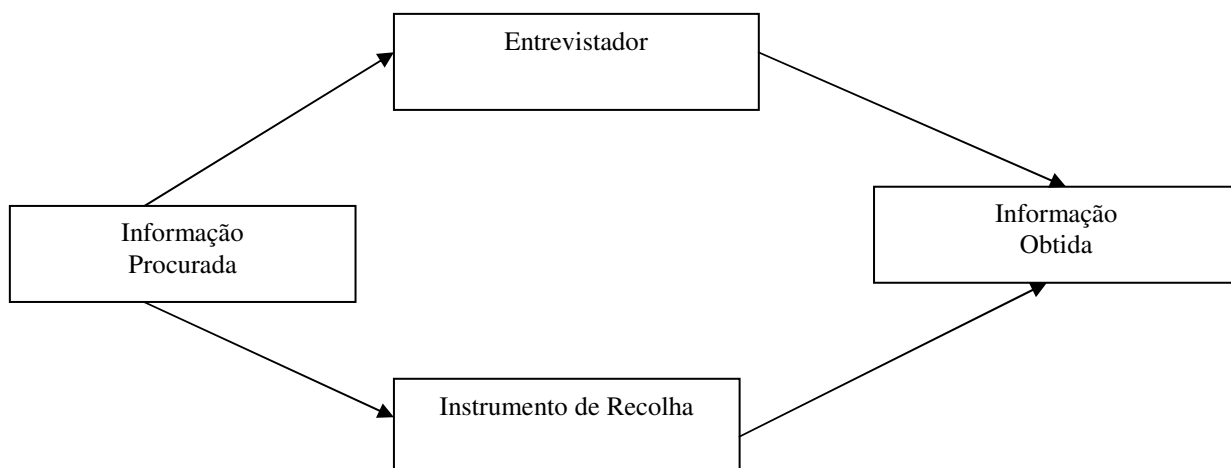 Entrevistador
Informação
Procurada
Informação
Obtida
Instrumento de Recolha